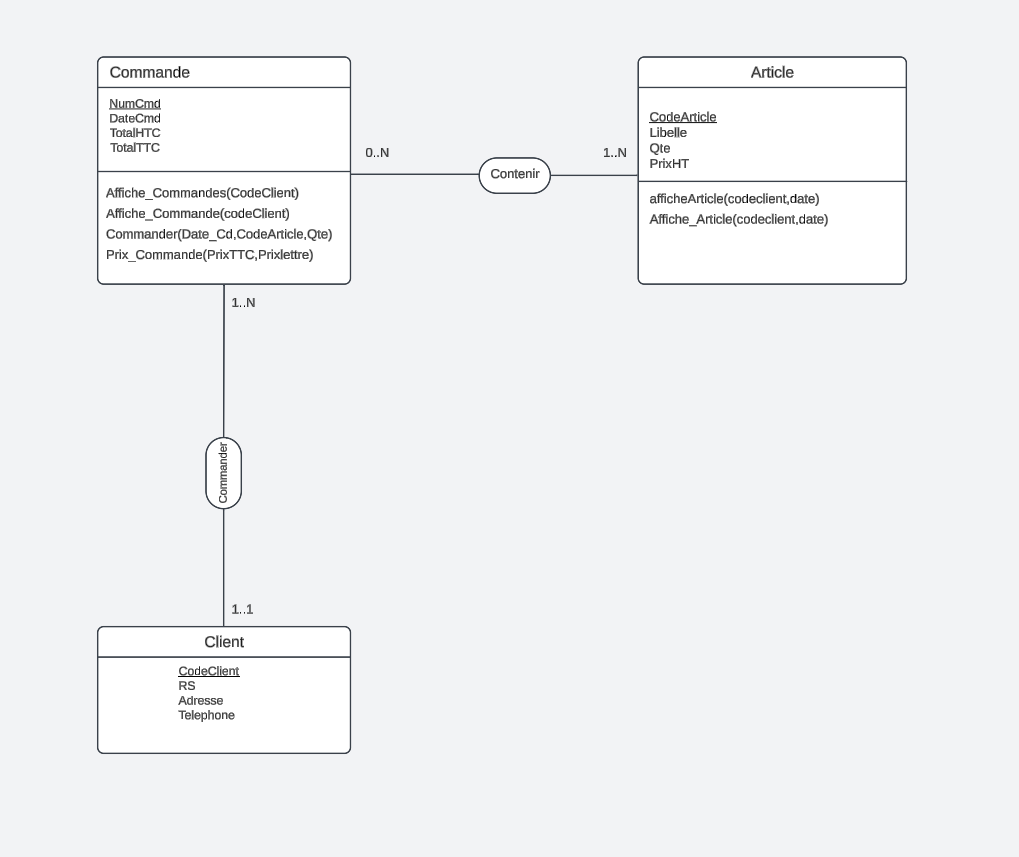 Commande
NumCmd
DateCmd
TotalHTC
TotalTTC
Affiche_Commandes(CodeClient)
Affiche_Commande(codeClient)
Commander(Date_Cd,CodeArticle,Qte)
Prix_Commande(PrixTTC,Prixlettre)
0..N
Contenir
1..N
Article
CodeArticle
Libelle
Qte
PrixHT
afficheArticle(codeclient,date)
Affiche_Article(codeclient,date)
1..N
Commander
1..1
Client
CodeClient
RS
Adresse
Telephone